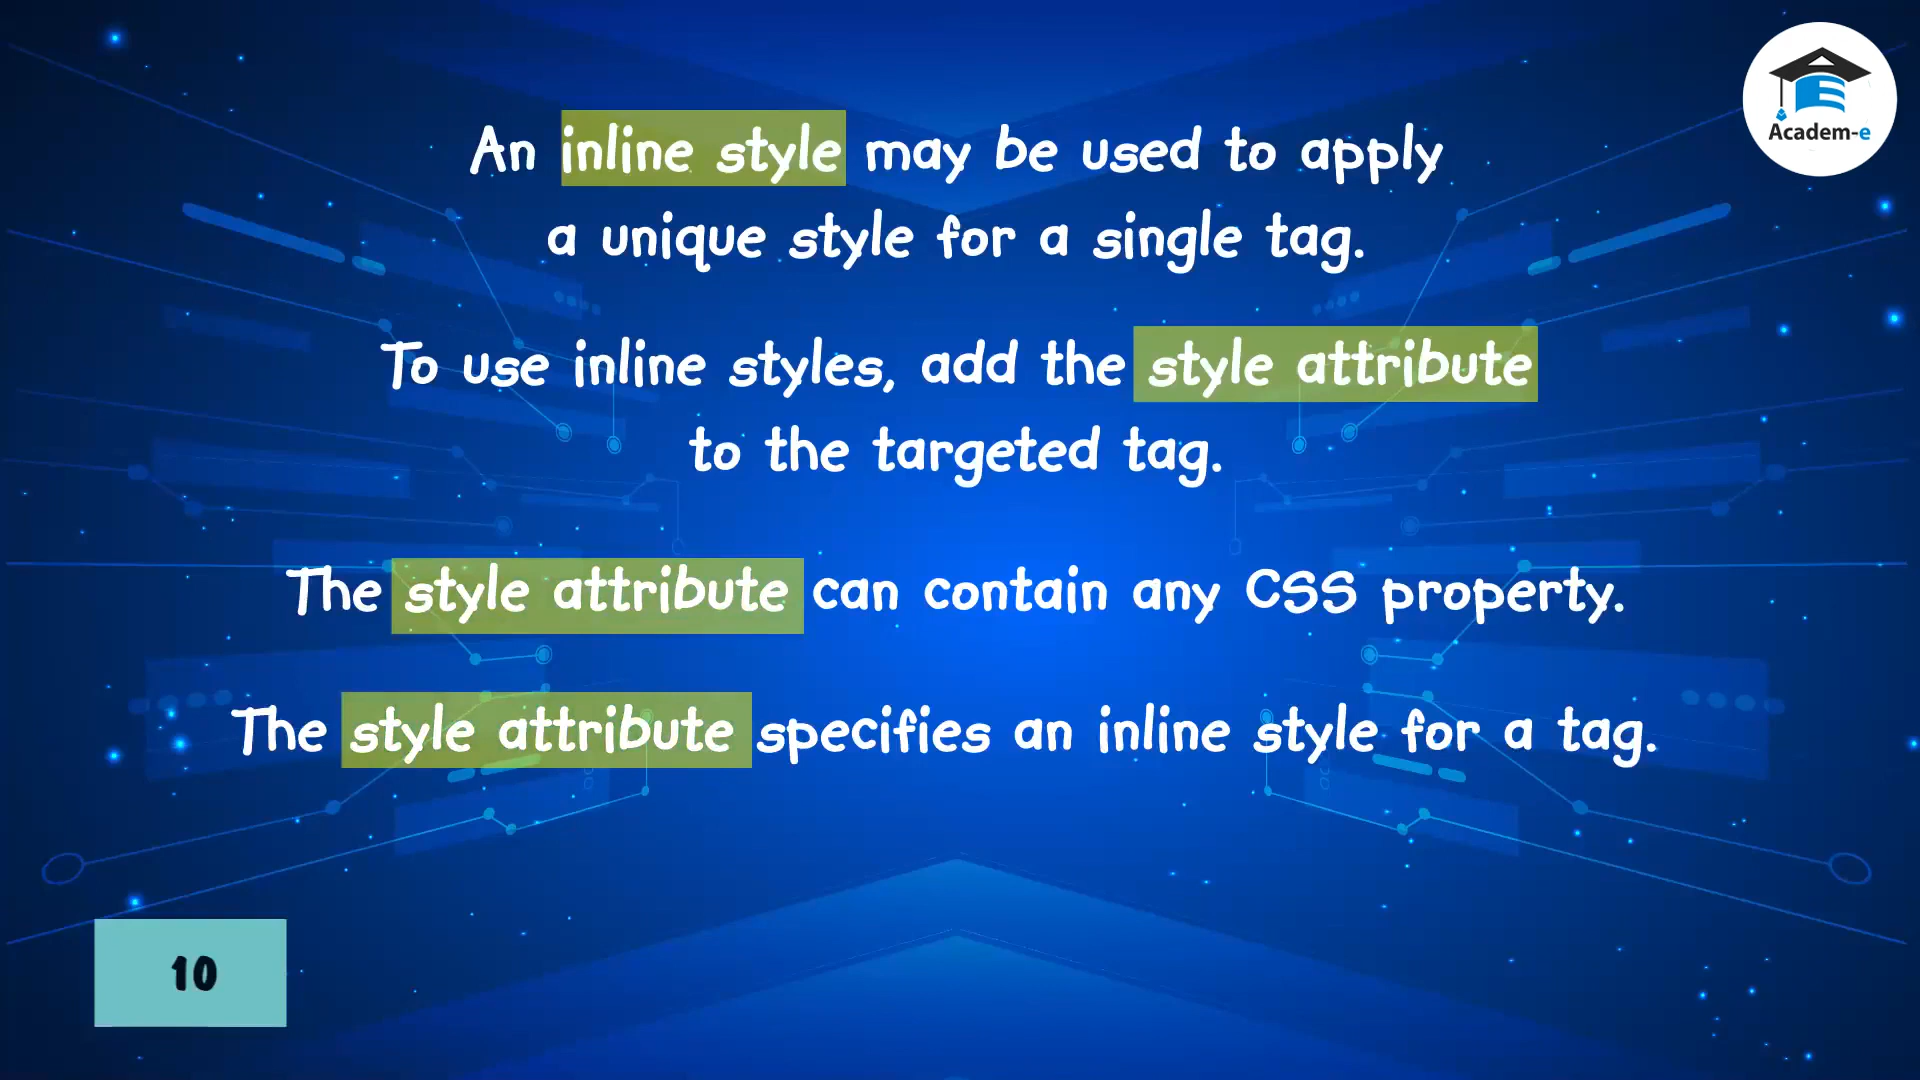 Academ-e
An inline style may be used to apply
a unique style for a single tag.
To use inline styles, add the style attribute
to the targeted tag.
The style attribute can contain any CSS property.
The style attribute specifies an inline style for a tag.
10